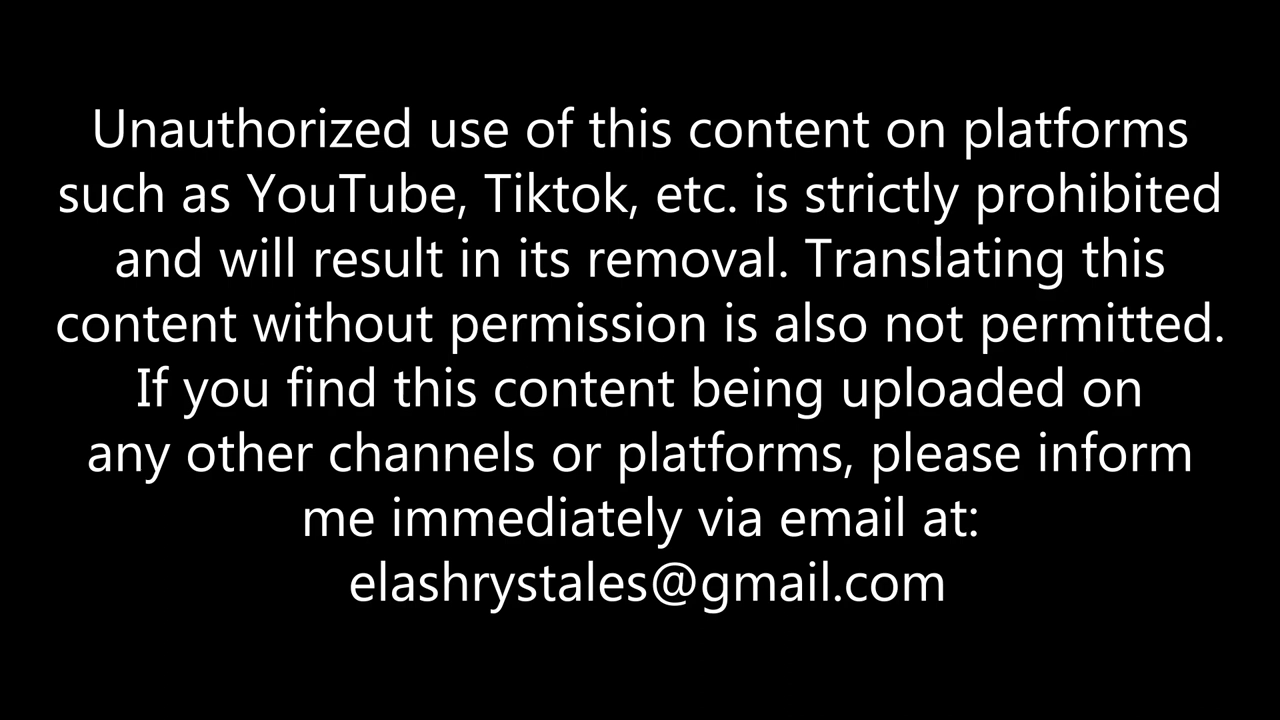 Unauthorized use of this content on platforms
such as YouTube, Tiktok, etc. is strictly prohibited
and will result in its removal. Translating this
content without permission is also not permitted.
If you find this content being uploaded on
any other channels or platforms, please inform
me immediately via email at:
elashrystales@gmail.com